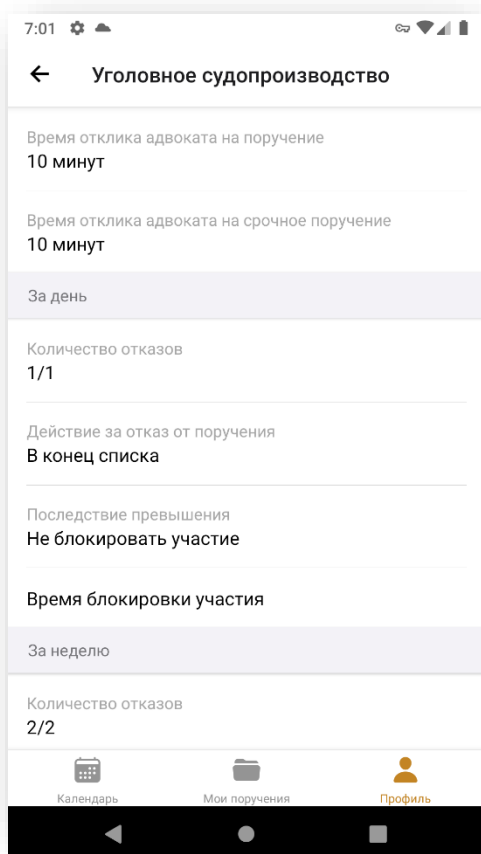 7:01
Уголовное судопроизводство
Время отклика адвоката на поручение
10 минут
Время отклика адвоката на срочное поручение
10 минут
За день
Количество отказов
1/1
Действие за отказ от поручения
В конец списка
Последствие превышения
Не блокировать участие
Время блокировки участия
За неделю
Количество отказов
2/2
Календарь
Мои поручения
Профиль